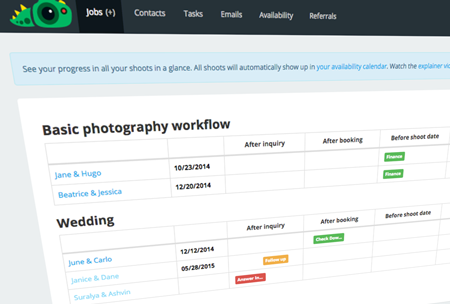 Jobs (+) Contacts Tasks Emails Availability Referrals
See your progress in all your shoots in a glance. All shoots will automatically show up in your availability calendar. Watch the explainer
Basic photography workflow
After inquiry After booking Before shoot date
Jane & Hugo 10/23/2014 Finance
Beatrice & Jessica 12/20/2014 Finance
Wedding
After inquiry After booking Before shoot date
June & Carlo 12/12/2014 Check Dow...
Janice & Dane 05/28/2015 Follow up
Suralya & Ashvin Answer in...